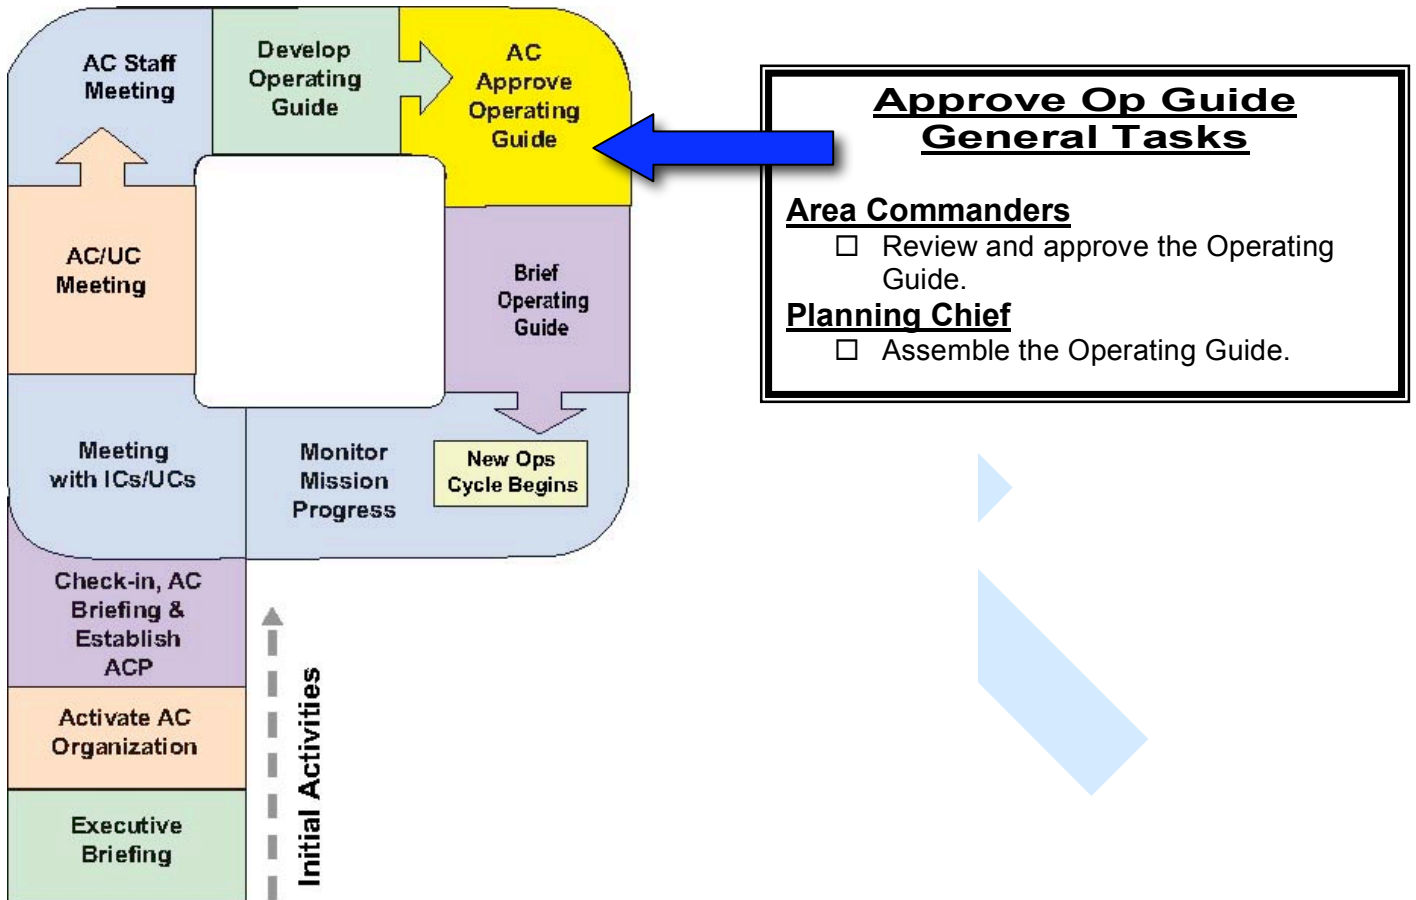 AC Staff
Meeting
Develop
Operating
Guide
AC
Approve
Operating
Guide
AC/UC
Meeting
Brief
Operating
Guide
Meeting
with ICs/UCs
Monitor
Mission
Progress
New Ops
Cycle Begins
Check-in, AC
Briefing &
Establish
ACP
Activate AC
Organization
Executive
Briefing
Initial Activities
Approve Op Guide
General Tasks
Area Commanders
☐ Review and approve the Operating
Guide.
Planning Chief
☐ Assemble the Operating Guide.